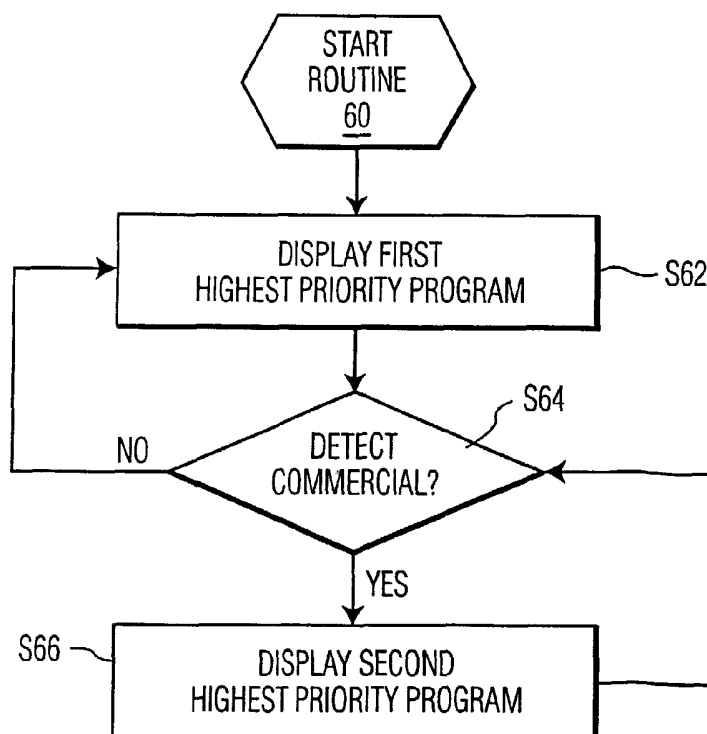 START
ROUTINE
60
DISPLAY FIRST
HIGHEST PRIORITY PROGRAM
S62
S64
DETECT
COMMERCIAL?
NO
YES
S66
DISPLAY SECOND
HIGHEST PRIORITY PROGRAM